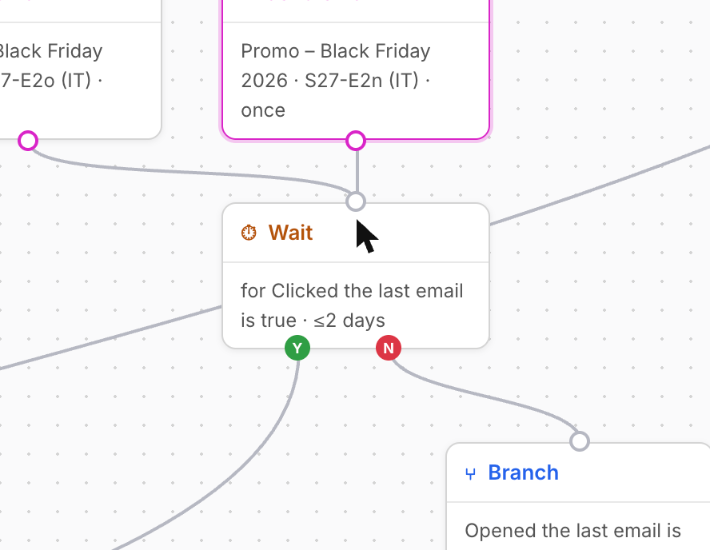 Black Friday
7-E2o (IT) ·
Promo – Black Friday
2026 · S27-E2n (IT) ·
once
Wait
for Clicked the last email
is true · ≤2 days
Y
N
Branch
Opened the last email is